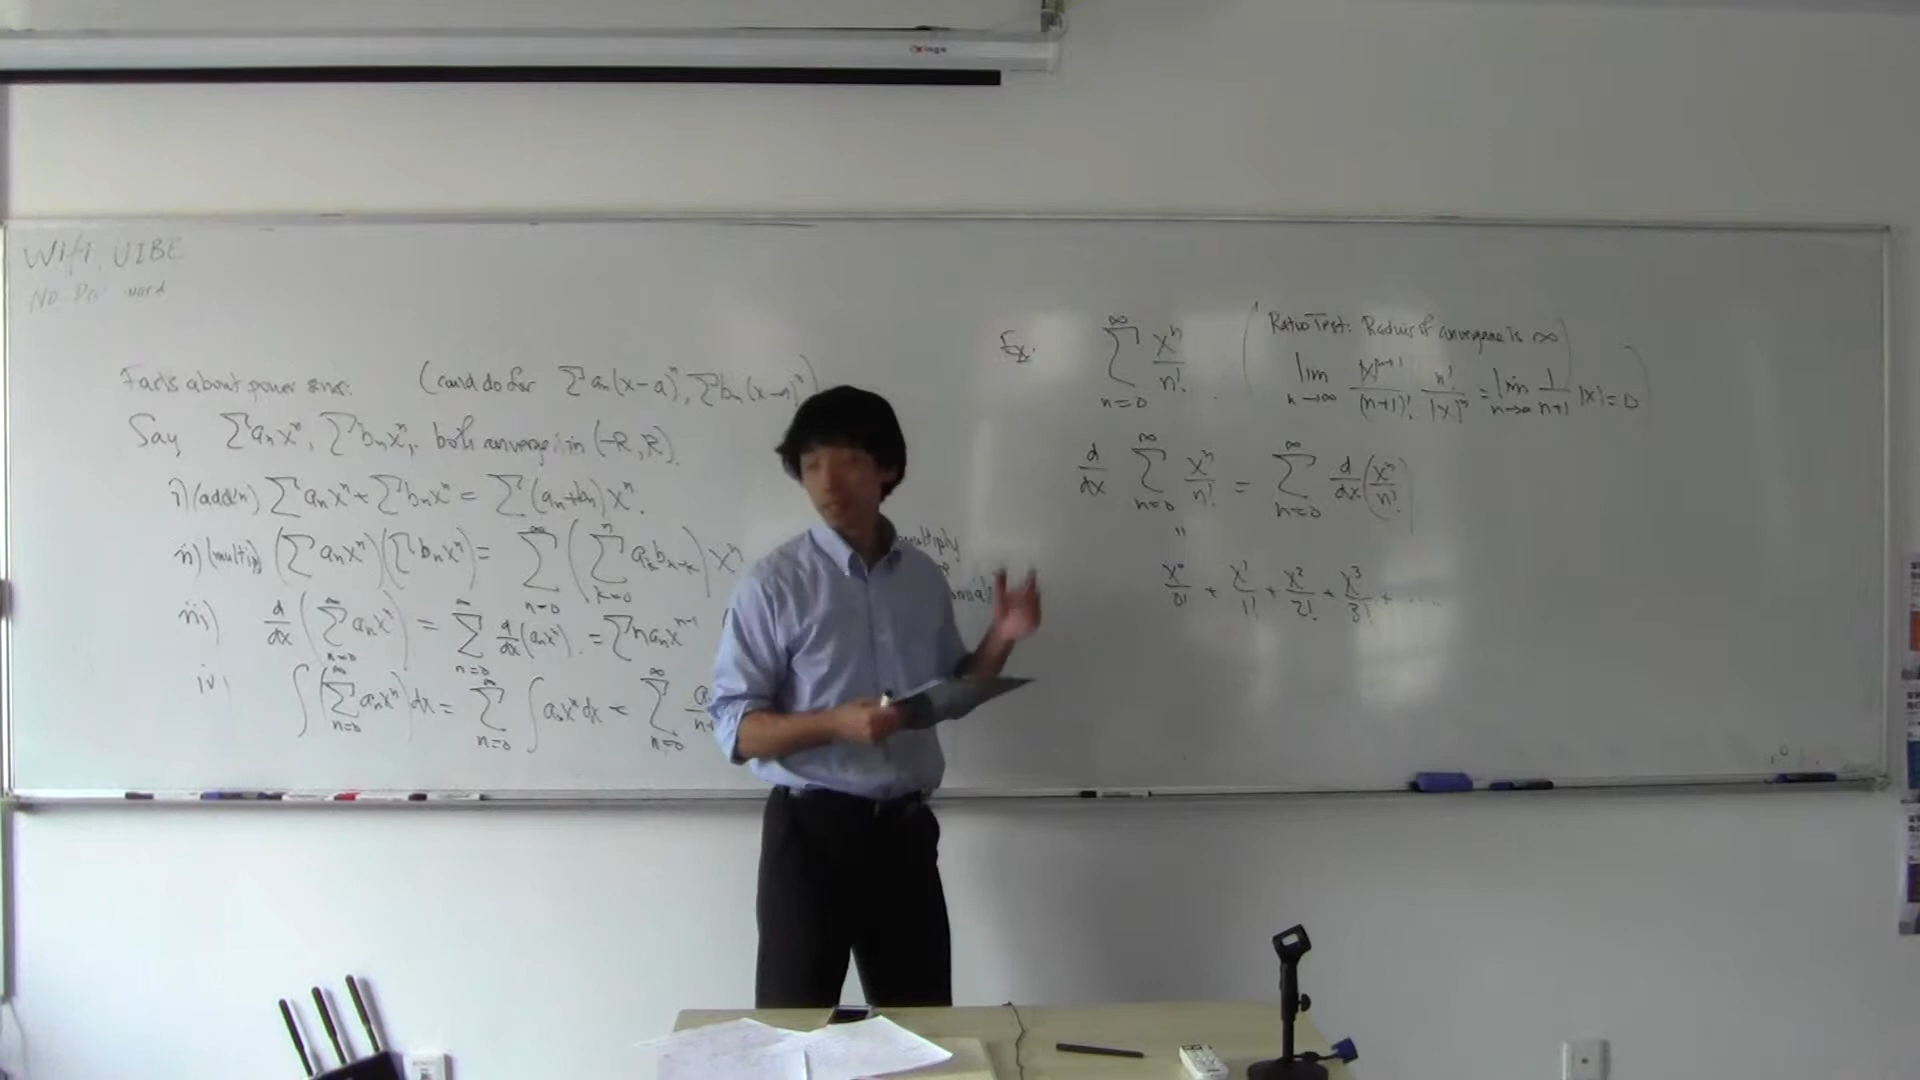 Wifi: UIBE
No
word
Facts about power series: (could do for Σ aₙ(x-a)ⁿ, Σ bₙ(x-a)ⁿ)
Say Σ aₙxⁿ, Σ bₙxⁿ, both converge in (-R, R).
i) (add'n) Σ aₙxⁿ + Σ bₙxⁿ = Σ (aₙ+bₙ) xⁿ.
ii) (multip) (Σ aₙxⁿ)(Σ bₙxⁿ) = Σ_{n=0}^{∞} (Σ_{k=0}^{n} aₖbₙ₋ₖ) xⁿ
multiply
iii) d/dx (Σ_{n=0}^{∞} aₙxⁿ) = Σ_{n=0}^{∞} d/dx (aₙxⁿ) = Σ naₙxⁿ⁻¹
iv) ∫ (Σ_{n=0}^{∞} aₙxⁿ) dx = Σ_{n=0}^{∞} ∫ aₙxⁿ dx = Σ_{n=0}^{∞}
Ex: Σ_{n=0}^{∞} xⁿ/n!
(Ratio Test: Radius of convergence is ∞)
lim_{n→∞} |x|ⁿ⁺¹/(n+1)! n!/|x|ⁿ = lim_{n→∞} 1/(n+1) |x| = 0
d/dx Σ_{n=0}^{∞} xⁿ/n! = Σ_{n=0}^{∞} d/dx (xⁿ/n!)
"
x⁰/0! + x¹/1! + x²/2! + x³/3! + ...